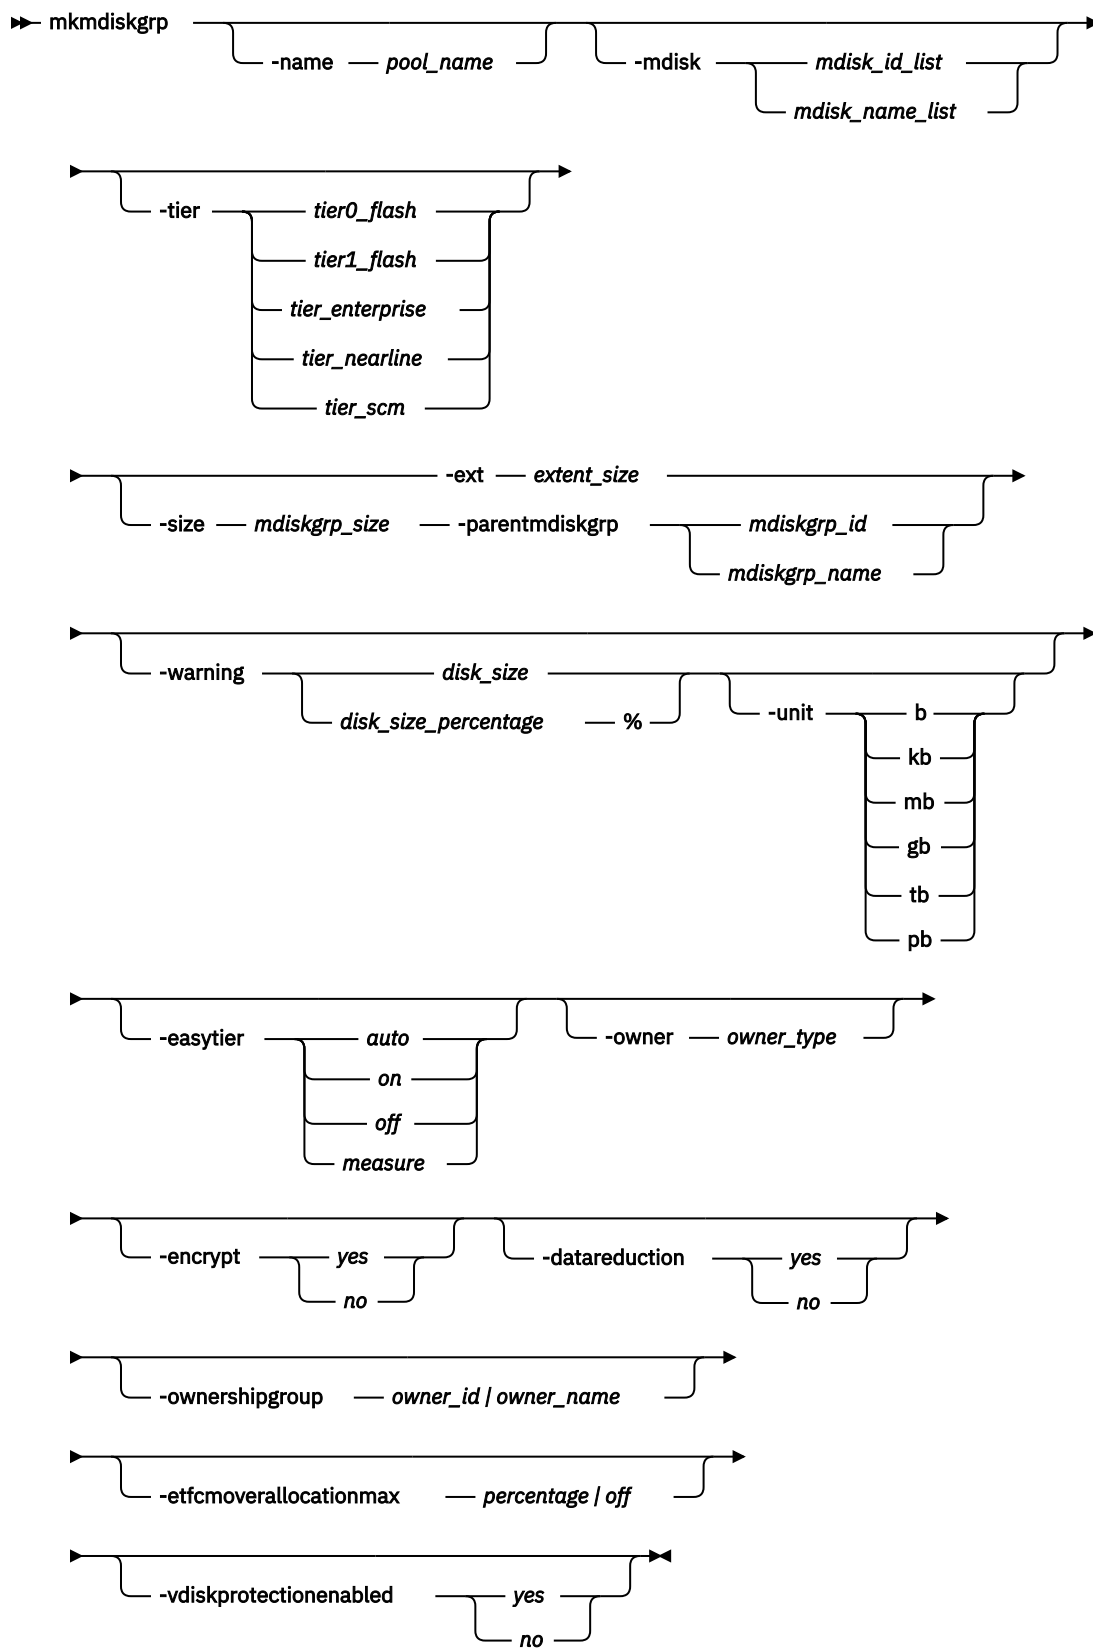 mkmdiskgrp
-name pool_name -mdisk mdisk_id_list
mdisk_name_list
-tier tier0_flash
tier1_flash
tier_enterprise
tier_nearline
tier_scm
-ext extent_size
-size mdiskgrp_size -parentmdiskgrp mdiskgrp_id
mdiskgrp_name
-warning disk_size
disk_size_percentage % -unit b
kb
mb
gb
tb
pb
-easytier auto -owner owner_type
on
off
measure
-encrypt yes -datareduction yes
no no
-ownershipgroup owner_id | owner_name
-etfcmoverallocationmax percentage | off
-vdiskprotectionenabled yes
no